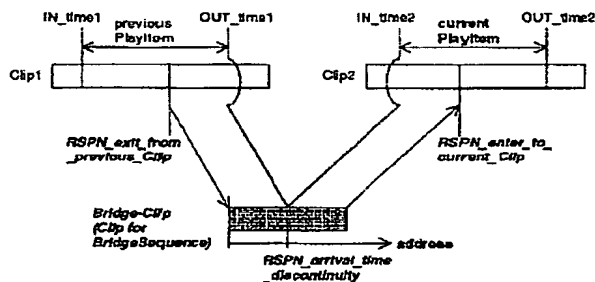 IN_time1
previous
PlayItem
OUT_time1
IN_time2
current
PlayItem
OUT_time2
Clip1
Clip2
RSPN_exit_from
_previous_Clip
RSPN_enter_to_
current_Clip
Bridge-Clip
(Clip for
BridgeSequence)
address
RSPN_arrival_time
_discontinuity